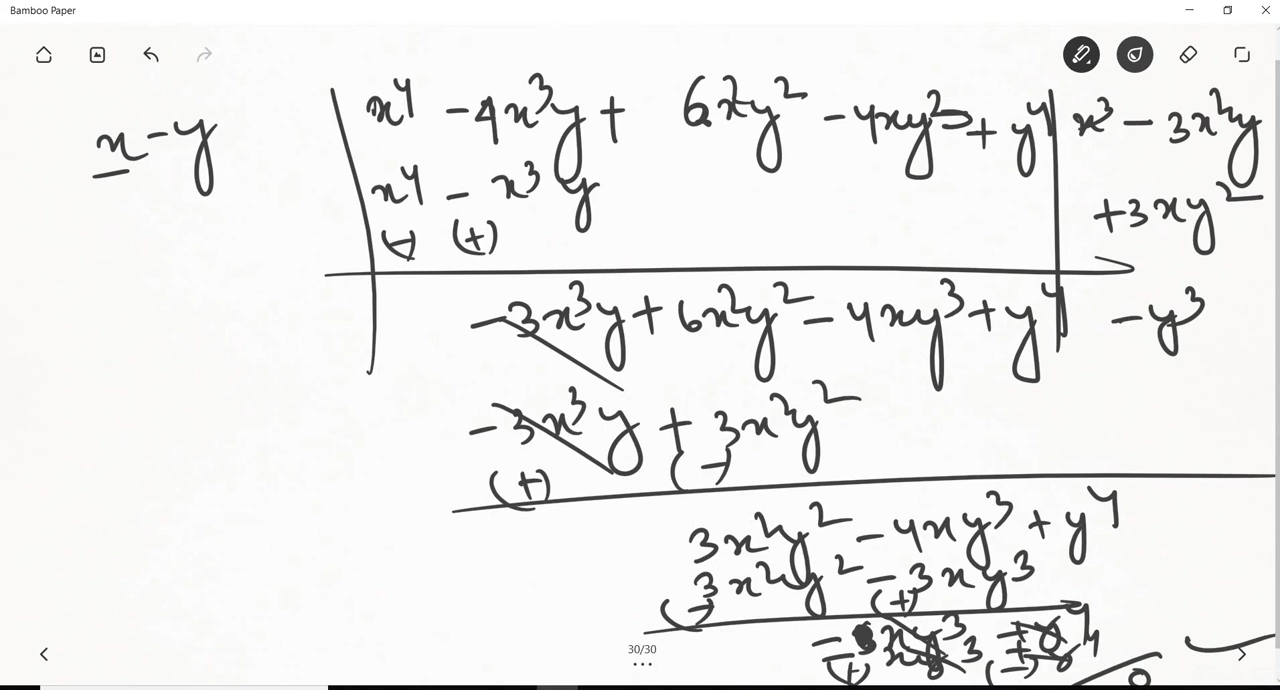 Bamboo Paper
x - y
x⁴ - 4x³y + 6x²y² - 4xy³ + y⁴
x³ - 3x²y
x⁴ - x³y
+3xy²
(-) (+)
-3x³y + 6x²y² - 4xy³ + y⁴
-y³
-3x³y + 3x²y²
(+) (-)
3x²y² - 4xy³ + y⁴
3x²y² - 3xy³
(-) (+)
30/30
(+) (-)
0